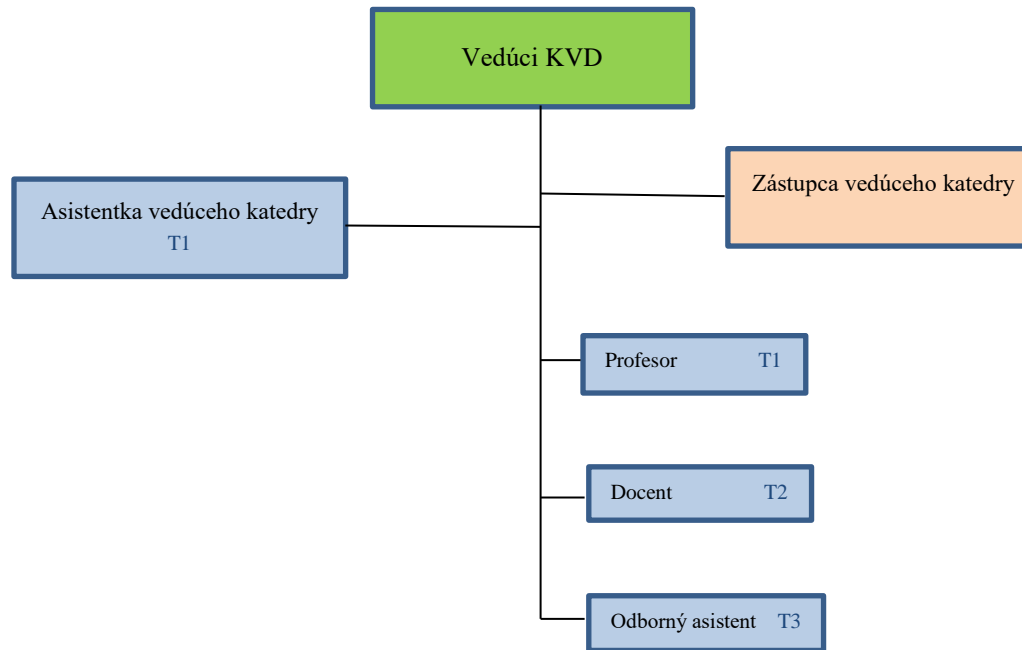 Vedúci KVD
Zástupca vedúceho katedry
Asistentka vedúceho katedry
T1
Profesor T1
Docent T2
Odborný asistent T3